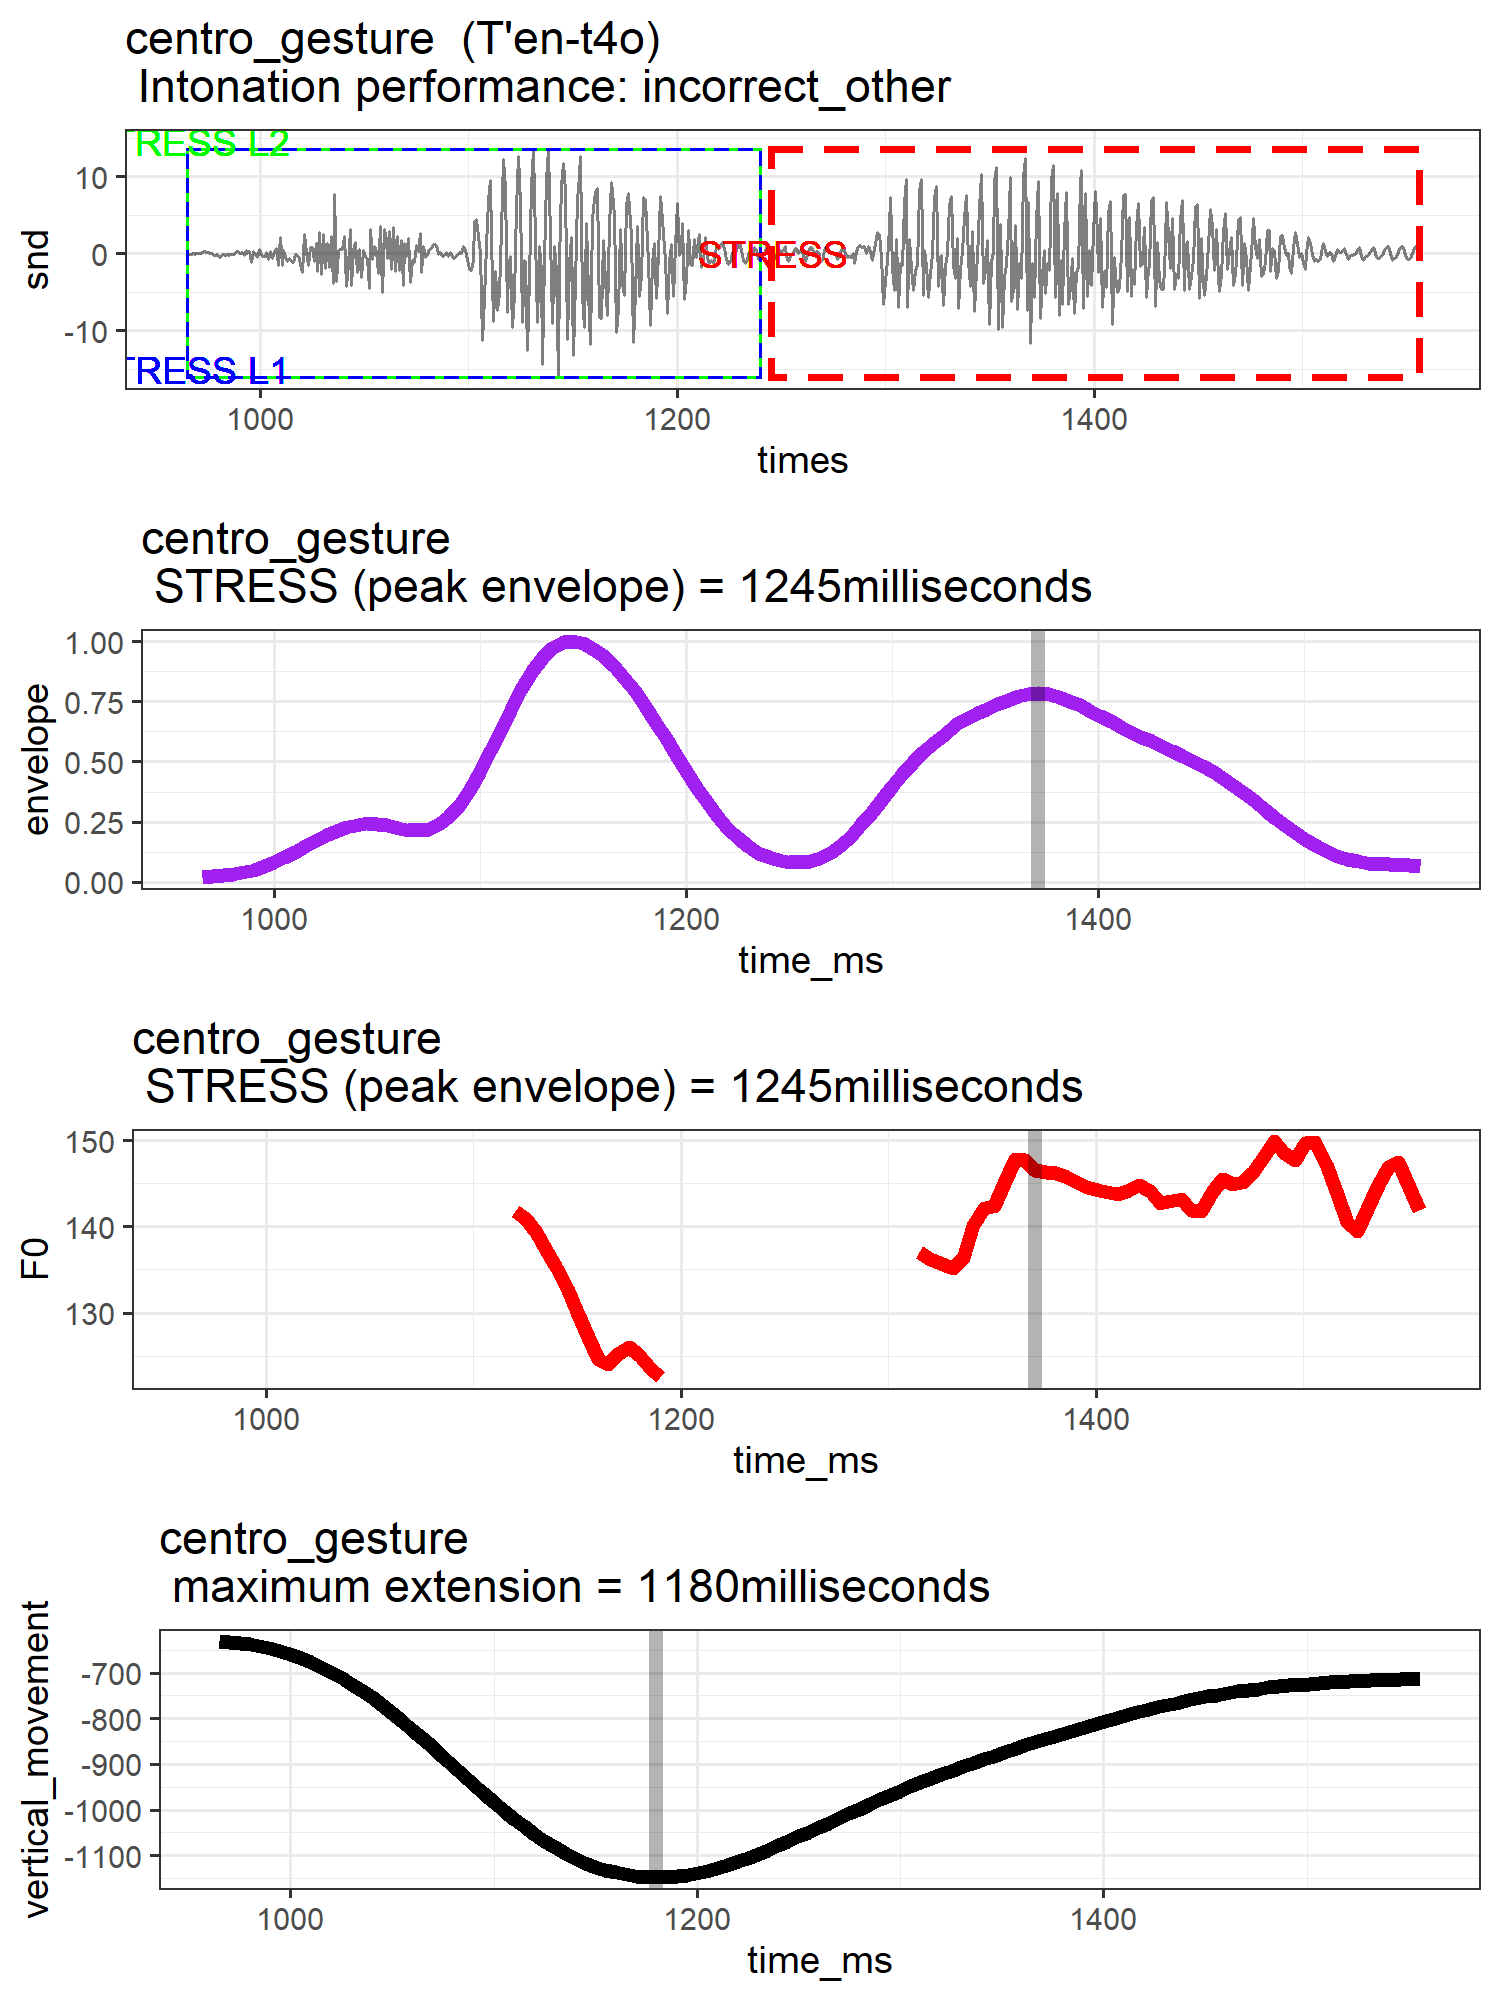 centro_gesture  (T'en-t4o)
Intonation performance: incorrect_other
RESS L2
10
0
-10
snd
STRESS
RESS L1
1000 1200 1400
times
centro_gesture
STRESS (peak envelope) = 1245milliseconds
1.00
0.75
0.50
0.25
0.00
envelope
1000 1200 1400
time_ms
centro_gesture
STRESS (peak envelope) = 1245milliseconds
150
140
130
F0
1000 1200 1400
time_ms
centro_gesture
maximum extension = 1180milliseconds
-700
-800
-900
-1000
-1100
vertical_movement
1000 1200 1400
time_ms